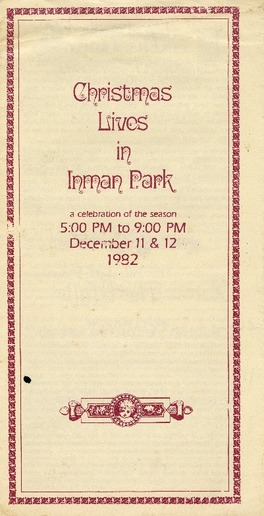 Christmas
Lives
in
Inman Park
a celebration of the season
5:00 PM to 9:00 PM
December 11 & 12
1982